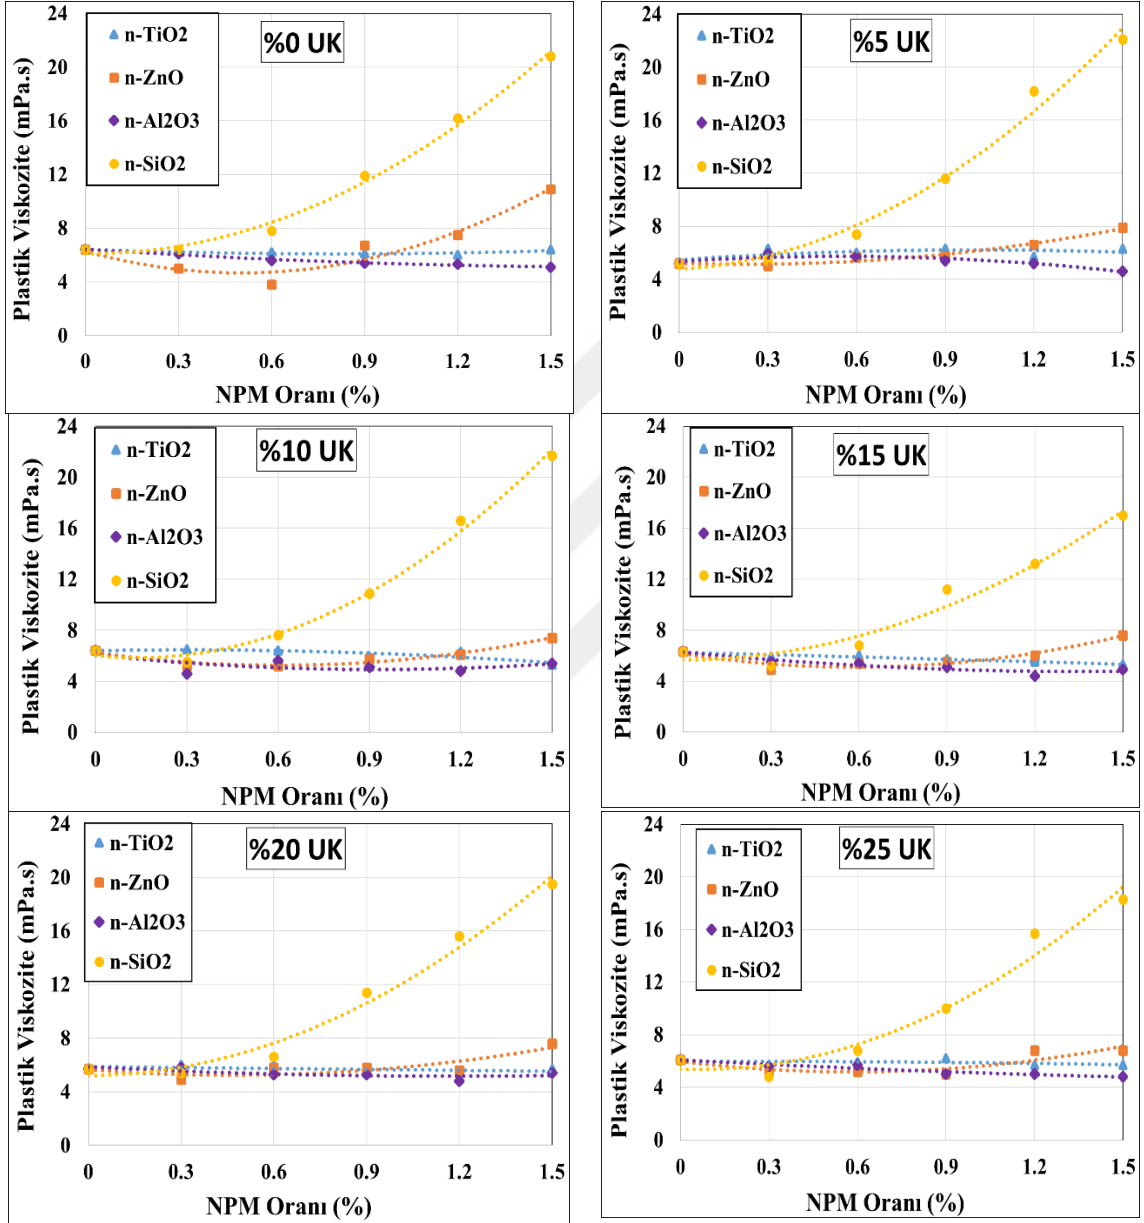 %0 UK
n-TiO2
n-ZnO
n-Al2O3
n-SiO2
Plastik Viskozite (mPa.s)
24
20
16
12
8
4
0
0 0.3 0.6 0.9 1.2 1.5
NPM Oranı (%)
%5 UK
n-TiO2
n-ZnO
n-Al2O3
n-SiO2
Plastik Viskozite (mPa.s)
24
20
16
12
8
4
0
0 0.3 0.6 0.9 1.2 1.5
NPM Oranı (%)
%10 UK
n-TiO2
n-ZnO
n-Al2O3
n-SiO2
Plastik Viskozite (mPa.s)
24
20
16
12
8
4
0
0 0.3 0.6 0.9 1.2 1.5
NPM Oranı (%)
%15 UK
n-TiO2
n-ZnO
n-Al2O3
n-SiO2
Plastik Viskozite (mPa.s)
24
20
16
12
8
4
0
0 0.3 0.6 0.9 1.2 1.5
NPM Oranı (%)
%20 UK
n-TiO2
n-ZnO
n-Al2O3
n-SiO2
Plastik Viskozite (mPa.s)
24
20
16
12
8
4
0
0 0.3 0.6 0.9 1.2 1.5
NPM Oranı (%)
%25 UK
n-TiO2
n-ZnO
n-Al2O3
n-SiO2
Plastik Viskozite (mPa.s)
24
20
16
12
8
4
0
0 0.3 0.6 0.9 1.2 1.5
NPM Oranı (%)